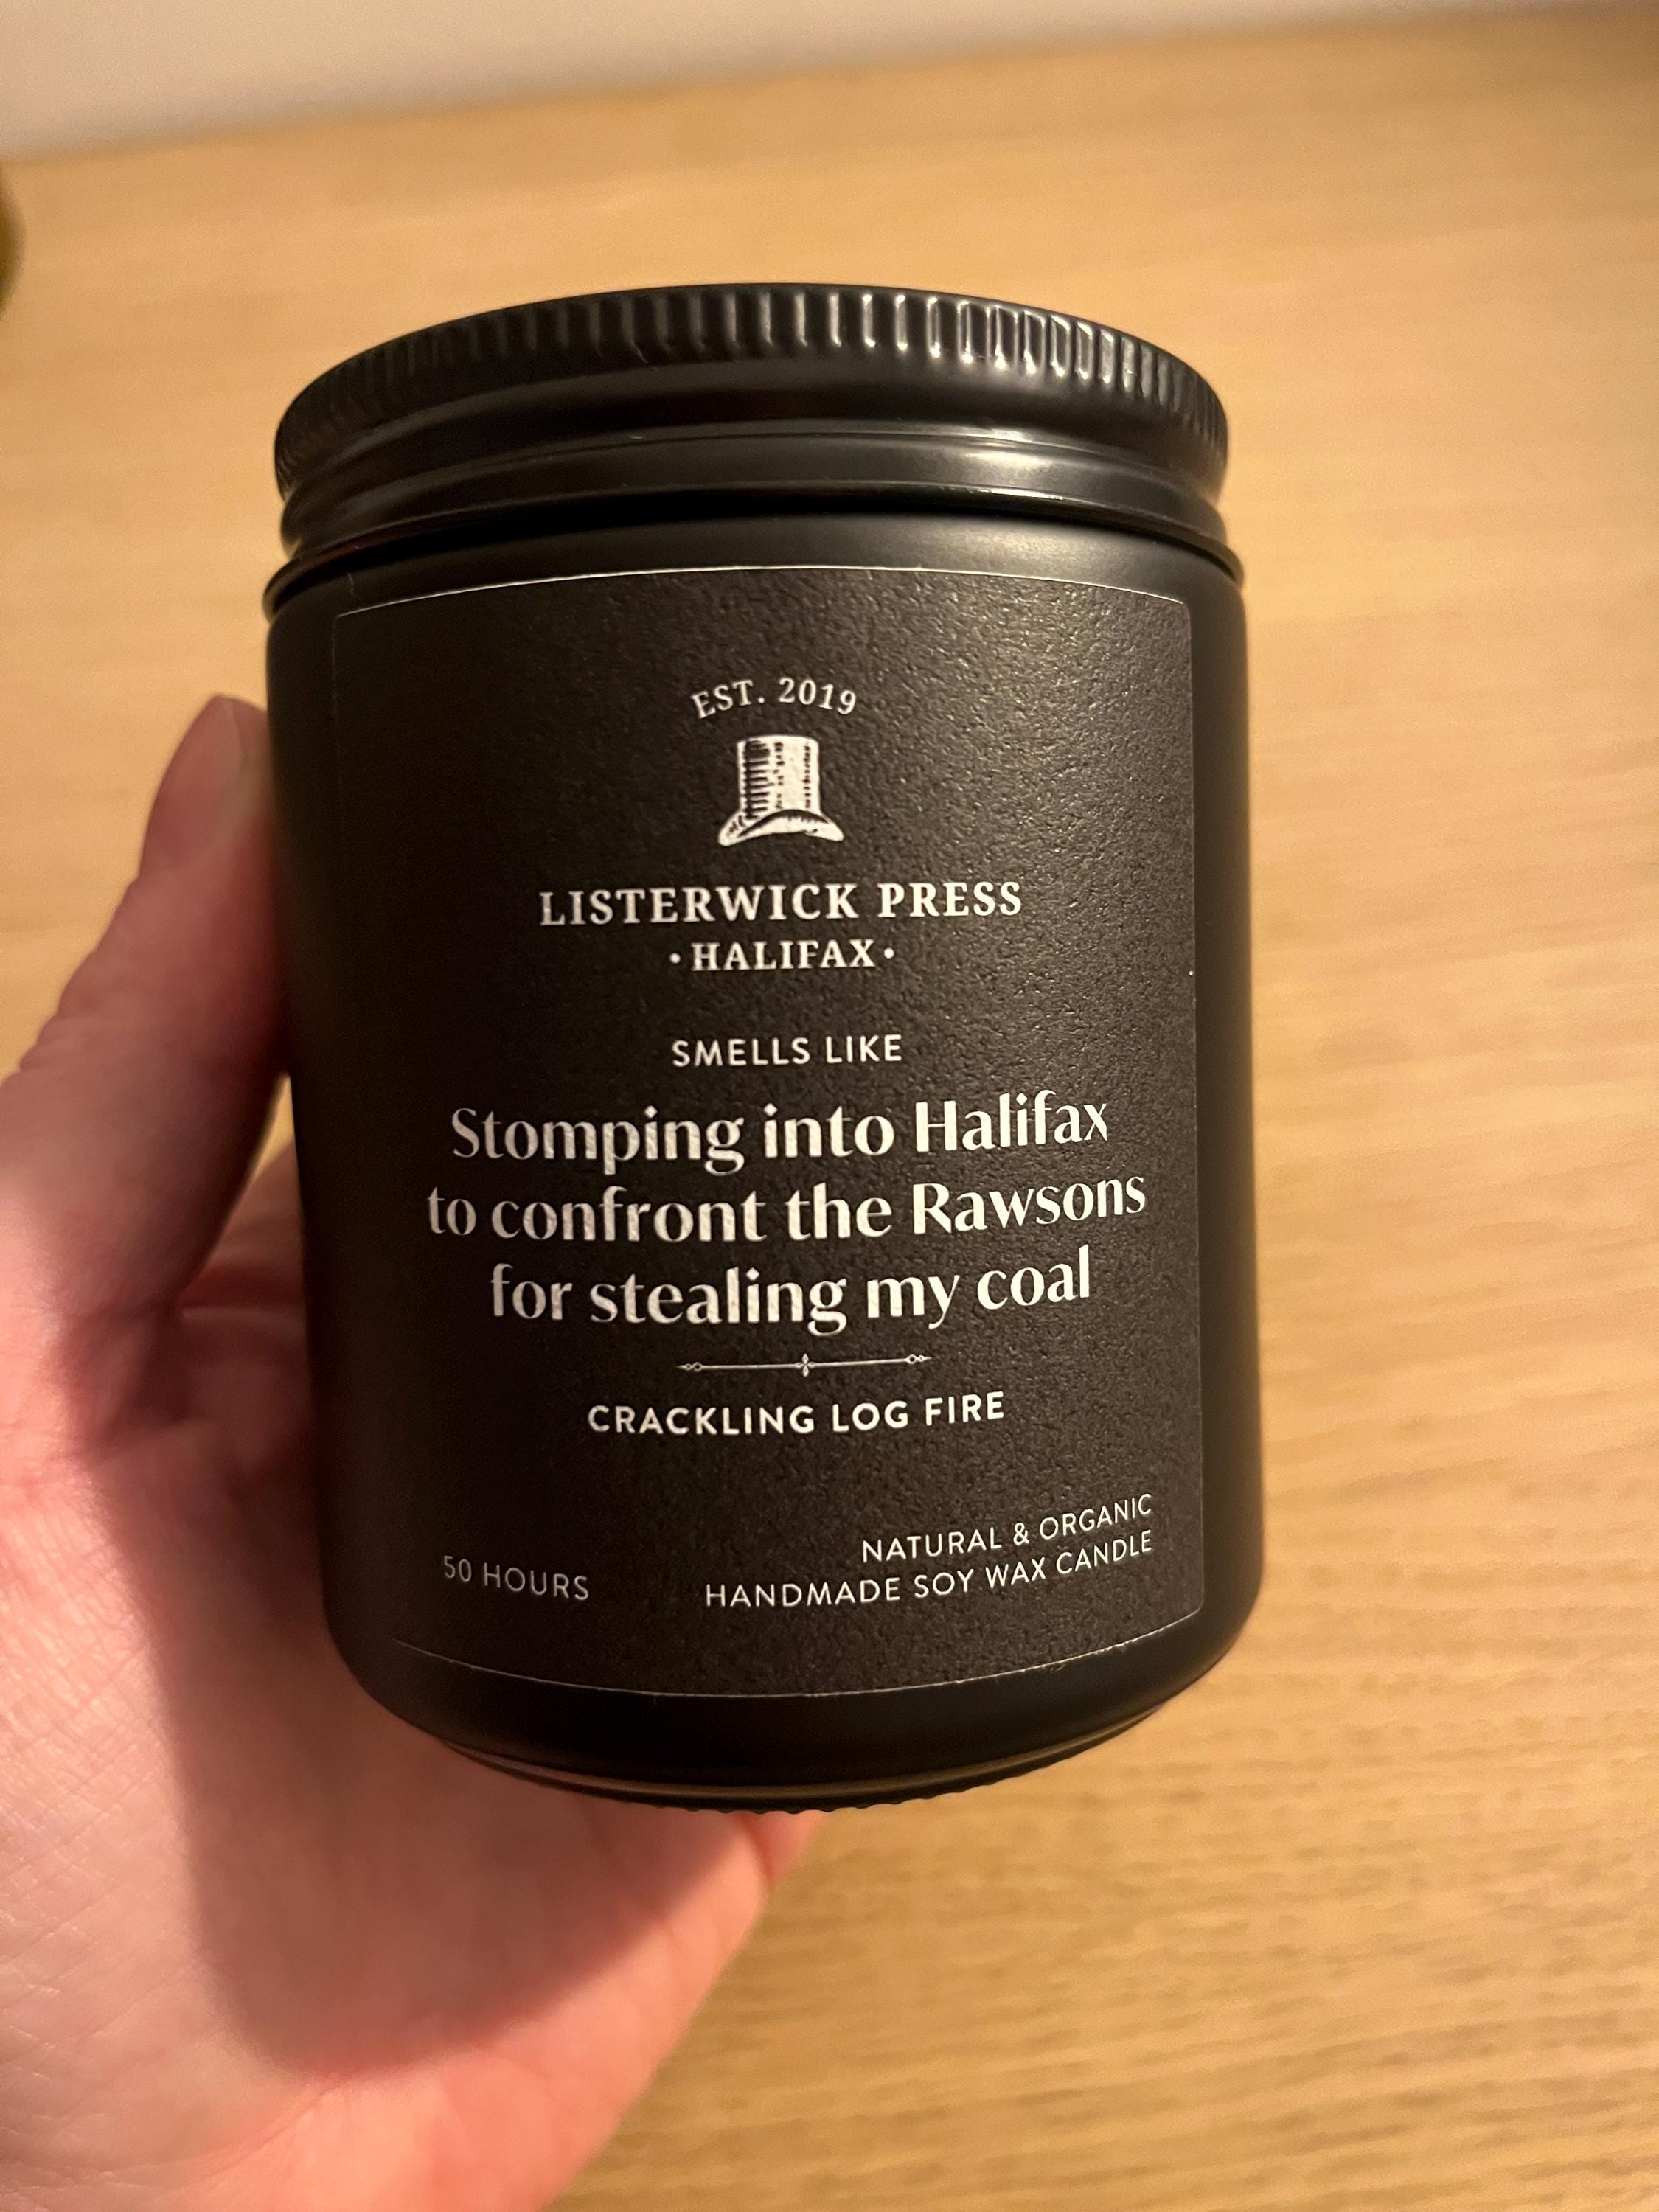 EST. 2019
LISTERWICK PRESS
• HALIFAX •
SMELLS LIKE
Stomping into Halifax
to confront the Rawsons
for stealing my coal
CRACKLING LOG FIRE
50 HOURS
NATURAL & ORGANIC
HANDMADE SOY WAX CANDLE